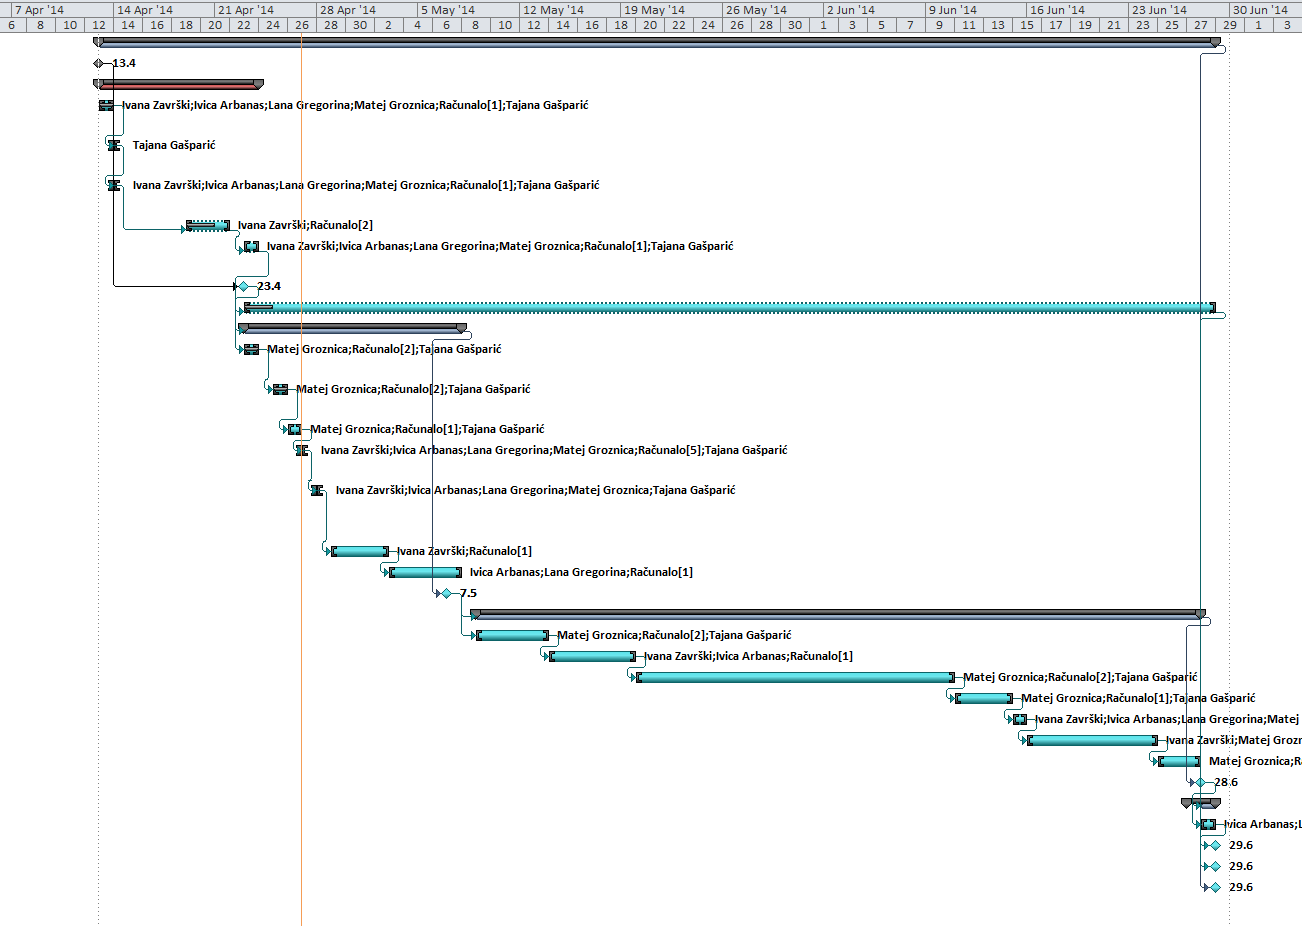 7 Apr '14 14 Apr '14 21 Apr '14 28 Apr '14 5 May '14 12 May '14 19 May '14 26 May '14 2 Jun '14 9 Jun '14 16 Jun '14 23 Jun '14 30 Jun '14
6 8 10 12 14 16 18 20 22 24 26 28 30 2 4 6 8 10 12 14 16 18 20 22 24 26 28 30 1 3 5 7 9 11 13 15 17 19 21 23 25 27 29 1 3
13.4
Ivana Završki;Ivica Arbanas;Lana Gregorina;Matej Groznica;Računalo[1];Tajana Gašparić
Tajana Gašparić
Ivana Završki;Ivica Arbanas;Lana Gregorina;Matej Groznica;Računalo[1];Tajana Gašparić
Ivana Završki;Računalo[2]
Ivana Završki;Ivica Arbanas;Lana Gregorina;Matej Groznica;Računalo[1];Tajana Gašparić
23.4
Matej Groznica;Računalo[2];Tajana Gašparić
Matej Groznica;Računalo[2];Tajana Gašparić
Matej Groznica;Računalo[1];Tajana Gašparić
Ivana Završki;Ivica Arbanas;Lana Gregorina;Matej Groznica;Računalo[5];Tajana Gašparić
Ivana Završki;Ivica Arbanas;Lana Gregorina;Matej Groznica;Tajana Gašparić
Ivana Završki;Računalo[1]
Ivica Arbanas;Lana Gregorina;Računalo[1]
7.5
Matej Groznica;Računalo[2];Tajana Gašparić
Ivana Završki;Ivica Arbanas;Računalo[1]
Matej Groznica;Računalo[2];Tajana Gašparić
Matej Groznica;Računalo[1];Tajana Gašparić
Ivana Završki;Ivica Arbanas;Lana Gregorina;Matej
Ivana Završki;Matej Grozn
Matej Groznica;R
28.6
Ivica Arbanas;L
29.6
29.6
29.6